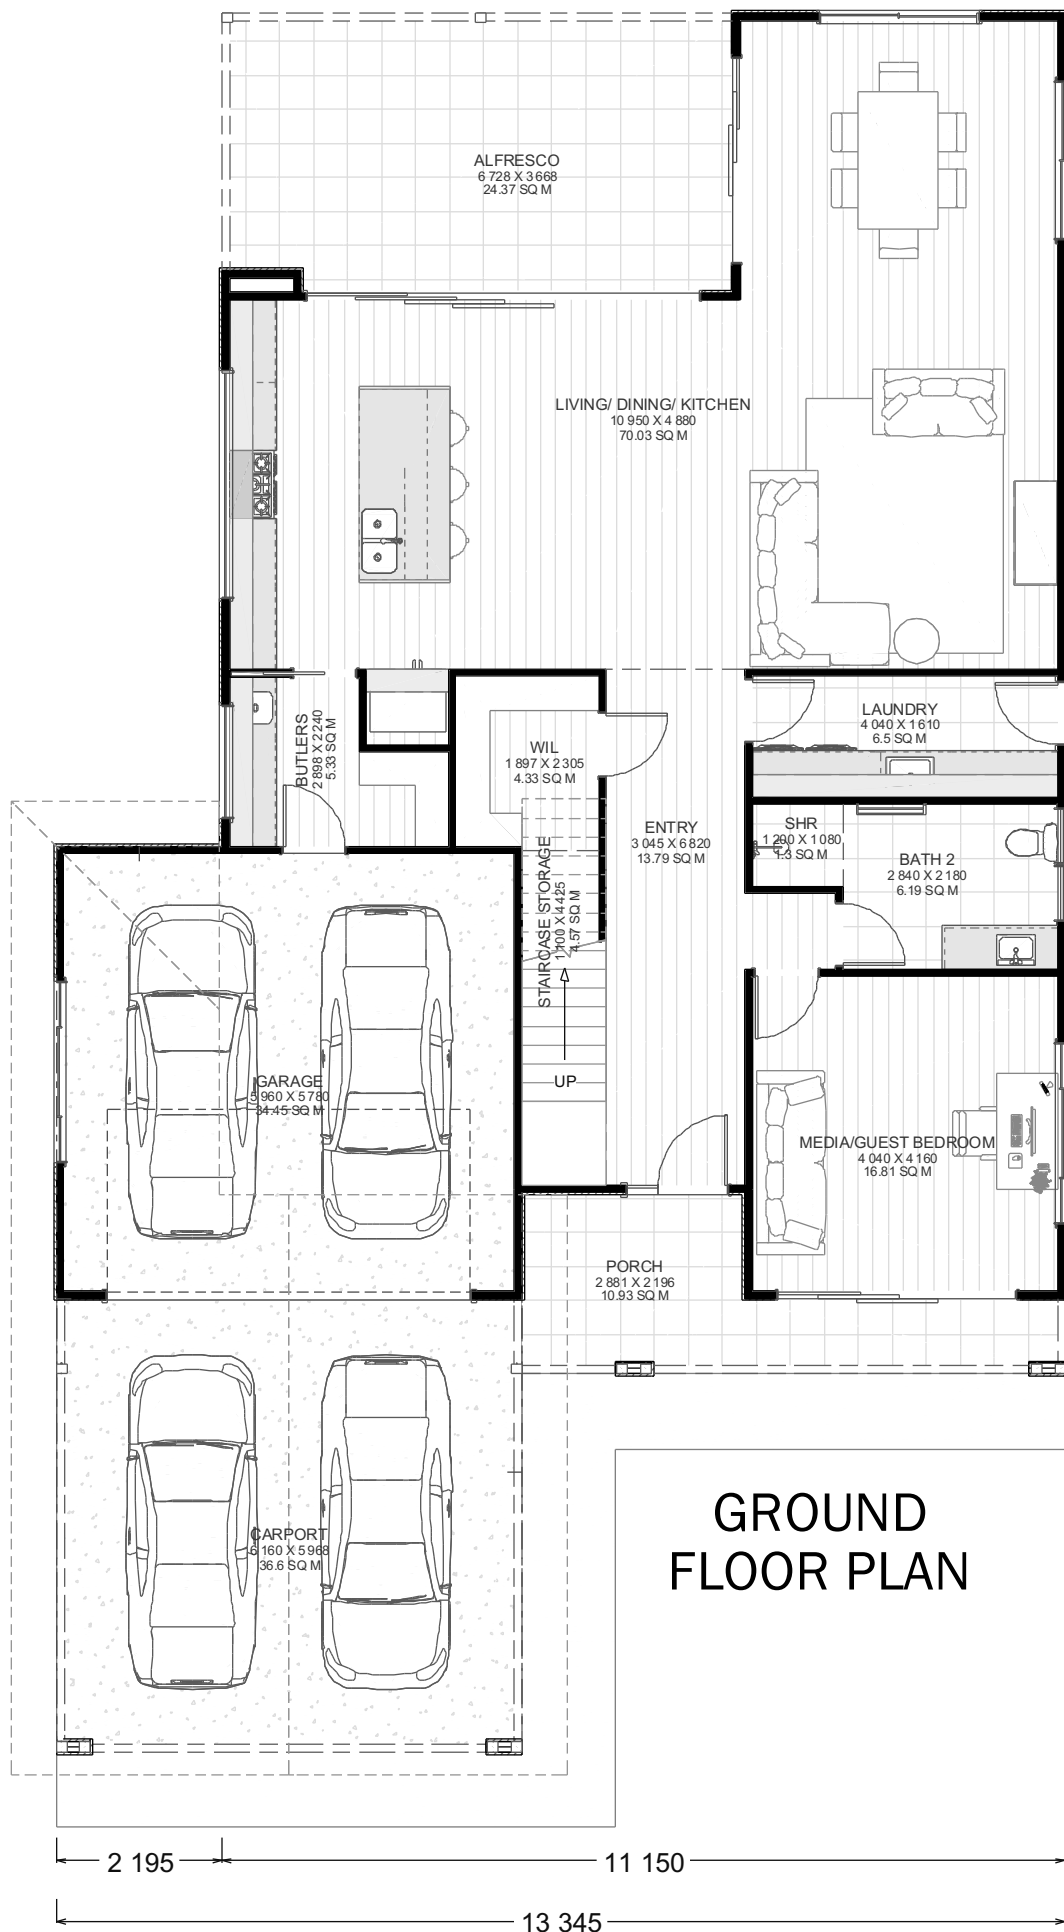 ALFRESCO
6 728 X 3 668
24.37 SQ M
LIVING/ DINING/ KITCHEN
10 950 X 4 880
70.03 SQ M
BUTLERS
2 898 X 2 240
5.33 SQ M
WIL
1 897 X 2 305
4.33 SQ M
LAUNDRY
4 040 X 1 610
6.5 SQ M
ENTRY
3 045 X 6 820
13.79 SQ M
SHR
1 200 X 1 080
1.3 SQ M
BATH 2
2 840 X 2 180
6.19 SQ M
STAIRCASE STORAGE
1 100 X 4 425
4.57 SQ M
UP
GARAGE
5 960 X 5 780
34.45 SQ M
MEDIA/GUEST BEDROOM
4 040 X 4 160
16.81 SQ M
PORCH
2 881 X 2 196
10.93 SQ M
CARPORT
6 160 X 5 968
36.6 SQ M
GROUND
FLOOR PLAN
2 195
11 150
13 345